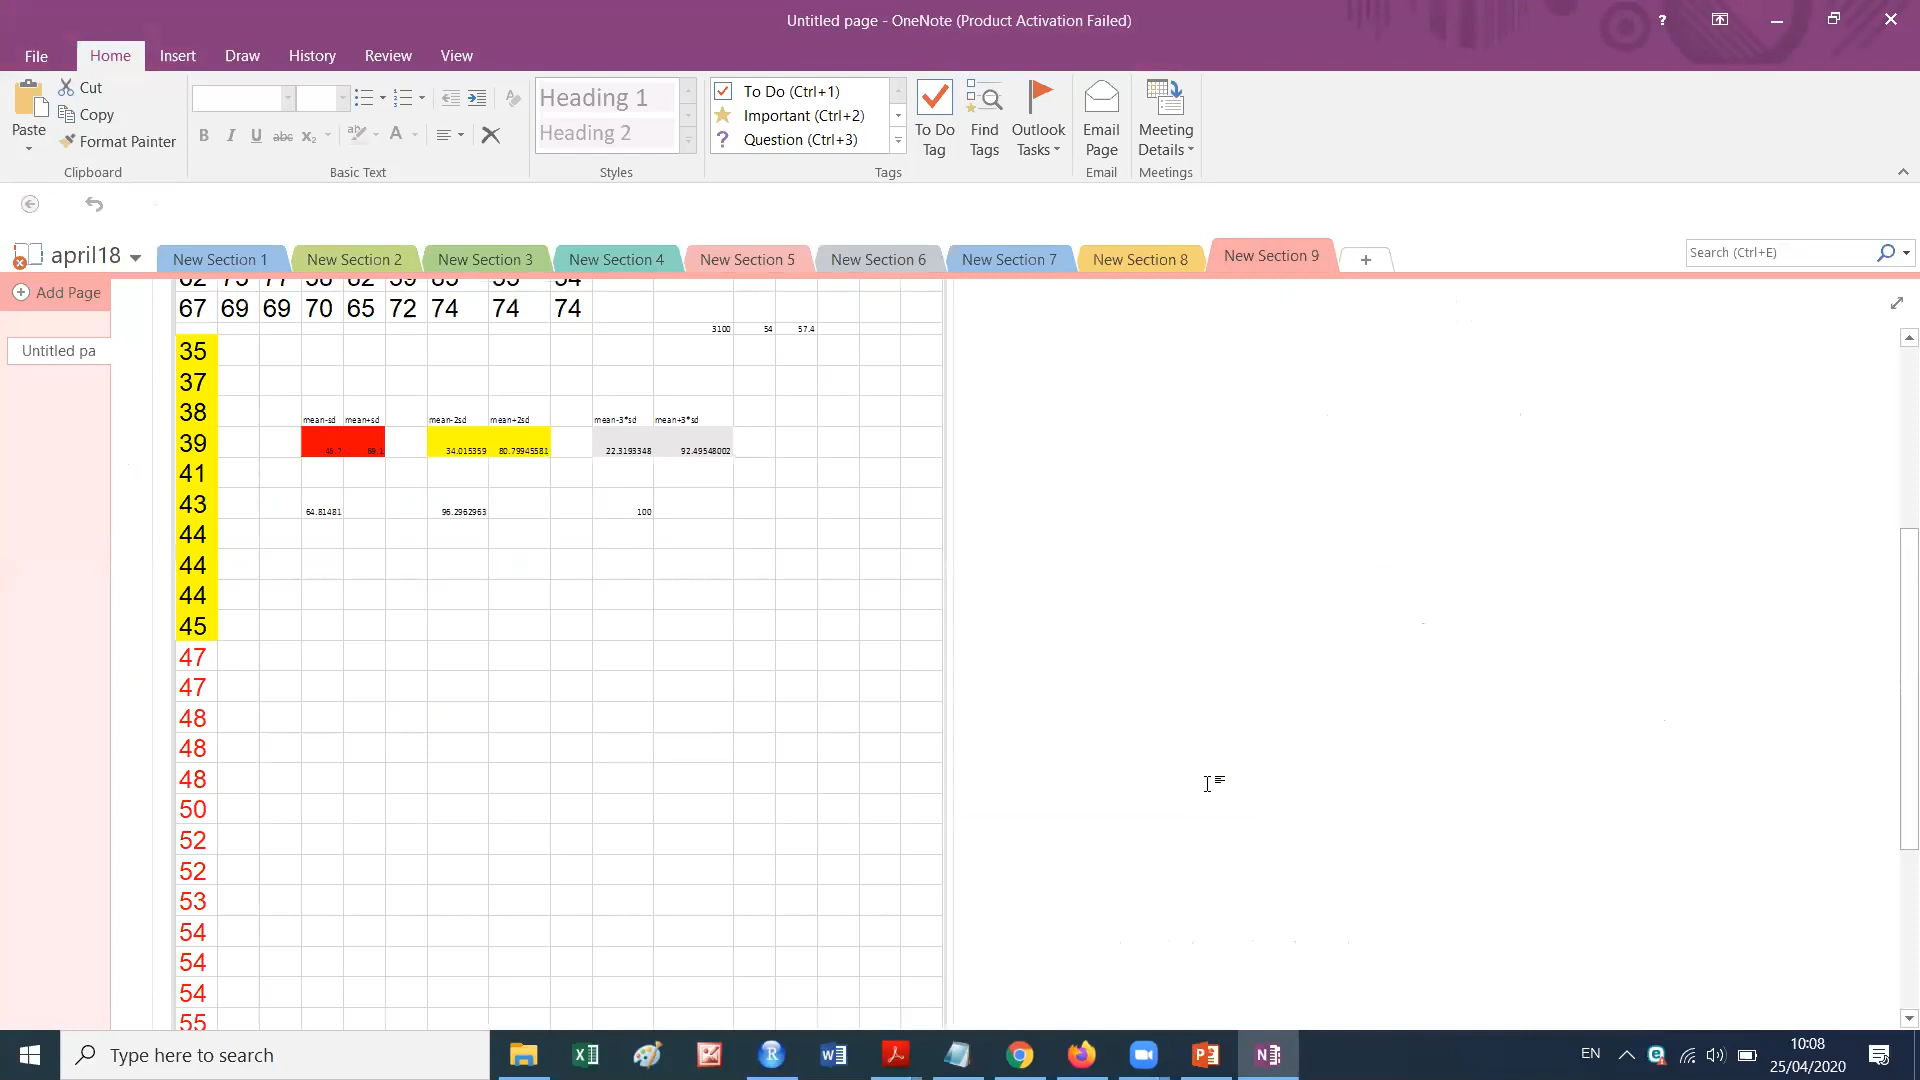 Untitled page - OneNote (Product Activation Failed)
File Home Insert Draw History Review View
Paste
Cut
Copy
Format Painter
Clipboard
B I U abc x₂ A
Basic Text
Heading 1
Heading 2
Styles
To Do (Ctrl+1)
Important (Ctrl+2)
Question (Ctrl+3)
To Do Tag
Find Tags
Outlook Tasks
Tags
Email Page
Email
Meeting Details
Meetings
april18 New Section 1 New Section 2 New Section 3 New Section 4 New Section 5 New Section 6 New Section 7 New Section 8 New Section 9 + Search (Ctrl+E)
Add Page
Untitled pa
67 69 69 70 65 72 74 74 74
3100 54 57.4
35
37
38 mean-sd mean+sd mean-2sd mean+2sd mean-3*sd mean+3*sd
39 45.7 69.1 34.015359 80.79945581 22.3193348 92.49548002
41
43 64.81481 96.2962963 100
44
44
44
45
47
47
48
48
48
50
52
52
53
54
54
54
55
Type here to search
EN
10:08
25/04/2020